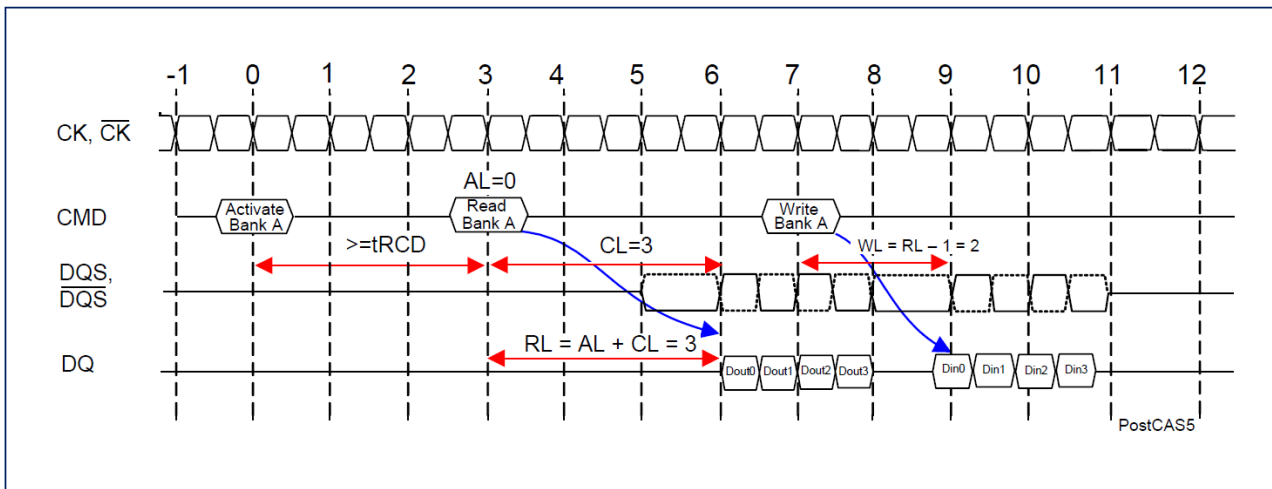 -1 0 1 2 3 4 5 6 7 8 9 10 11 12
CK, C̅K̅
AL=0
CMD
Activate
Bank A
Read
Bank A
Write
Bank A
>=tRCD
CL=3
WL = RL – 1 = 2
DQS,
D̅Q̅S̅
RL = AL + CL = 3
DQ
Dout0 Dout1 Dout2 Dout3 Din0 Din1 Din2 Din3
PostCAS5